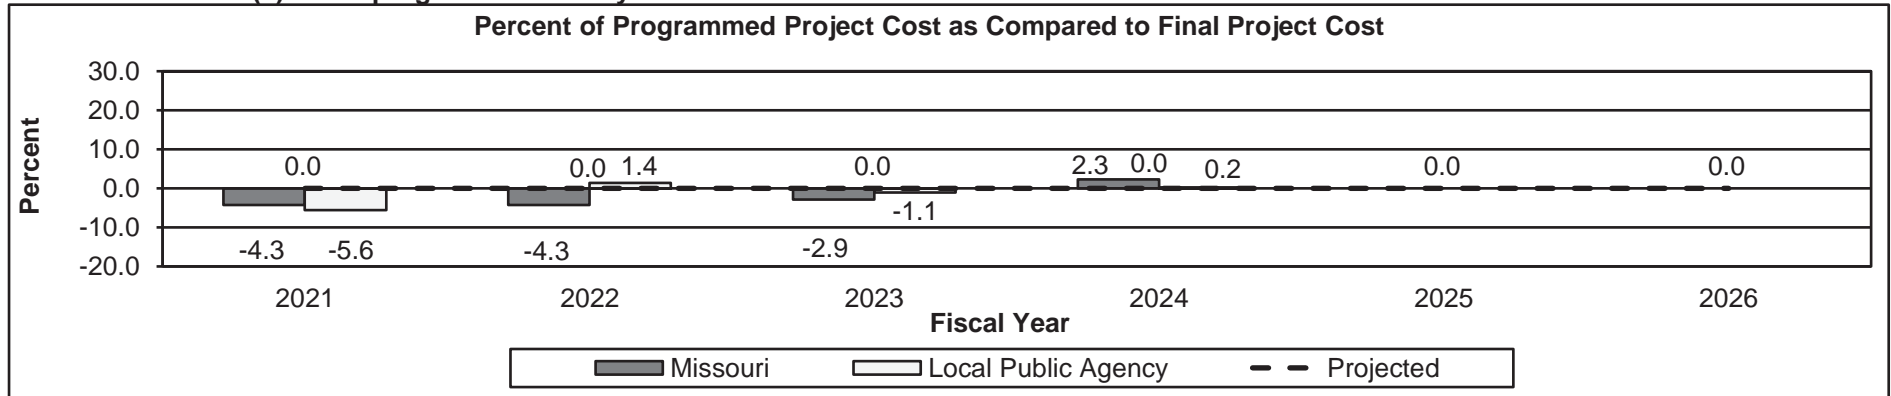 Percent of Programmed Project Cost as Compared to Final Project Cost
30.0
20.0
10.0
0.0
-10.0
-20.0
Percent
0.0
0.0 1.4
0.0
2.3 0.0 0.2
0.0
0.0
-4.3 -5.6
-4.3
-2.9
-1.1
2021 2022 2023 2024 2025 2026
Fiscal Year
Missouri Local Public Agency Projected